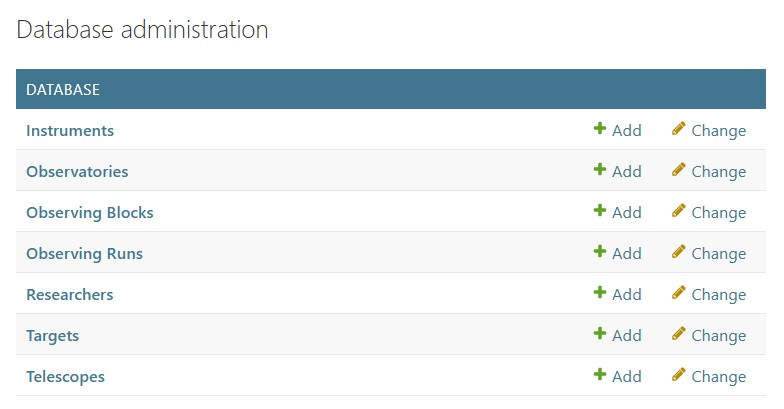 Database administration
DATABASE
Instruments Add Change
Observatories Add Change
Observing Blocks Add Change
Observing Runs Add Change
Researchers Add Change
Targets Add Change
Telescopes Add Change